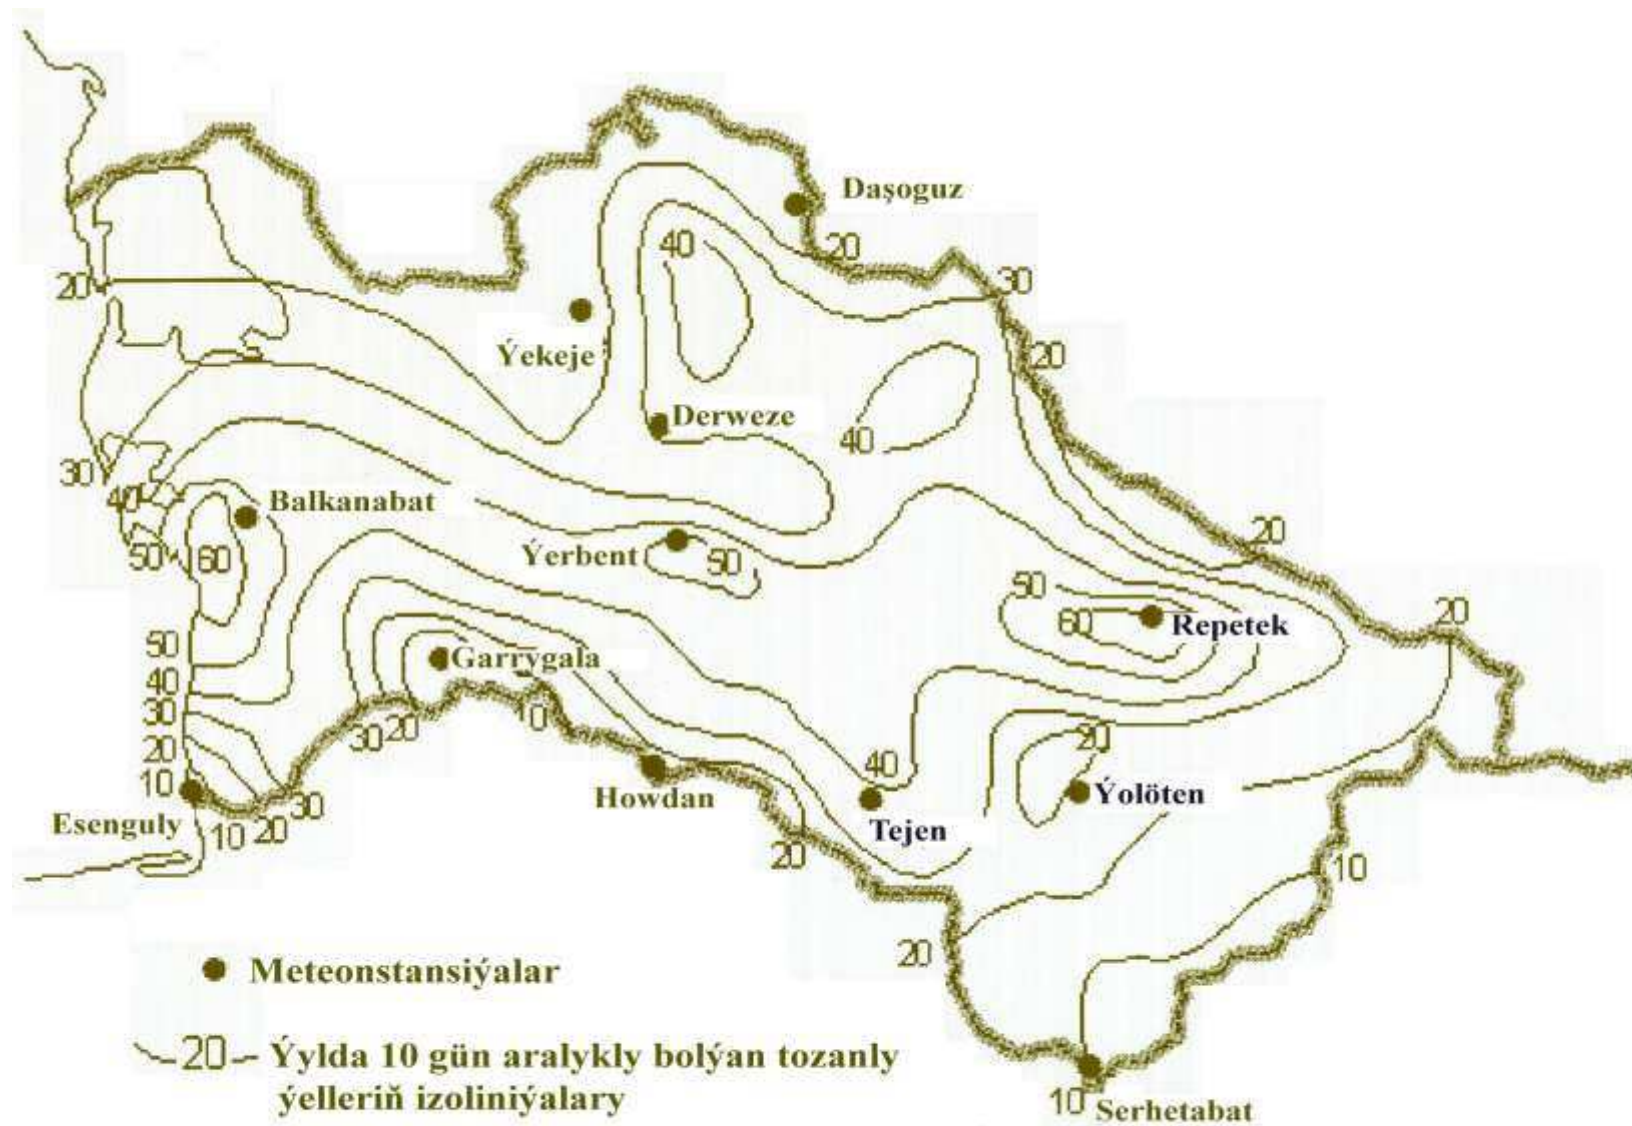 Daşoguz
40
20
20
30
Ýekeje
20
Derweze
40
30
40
Balkanabat
20
50
60
Ýerbent
50
50
60
Repetek
20
50
Garrygala
40
30
20
10
30
20
10
20
40
Howdan
Ýolöten
Esenguly
10
20
30
Tejen
20
10
20
Meteonstansiýalar
20
Ýylda 10 gün aralykly bolýan tozanly
ýelleriň izoliniýalary
10
Serhetabat